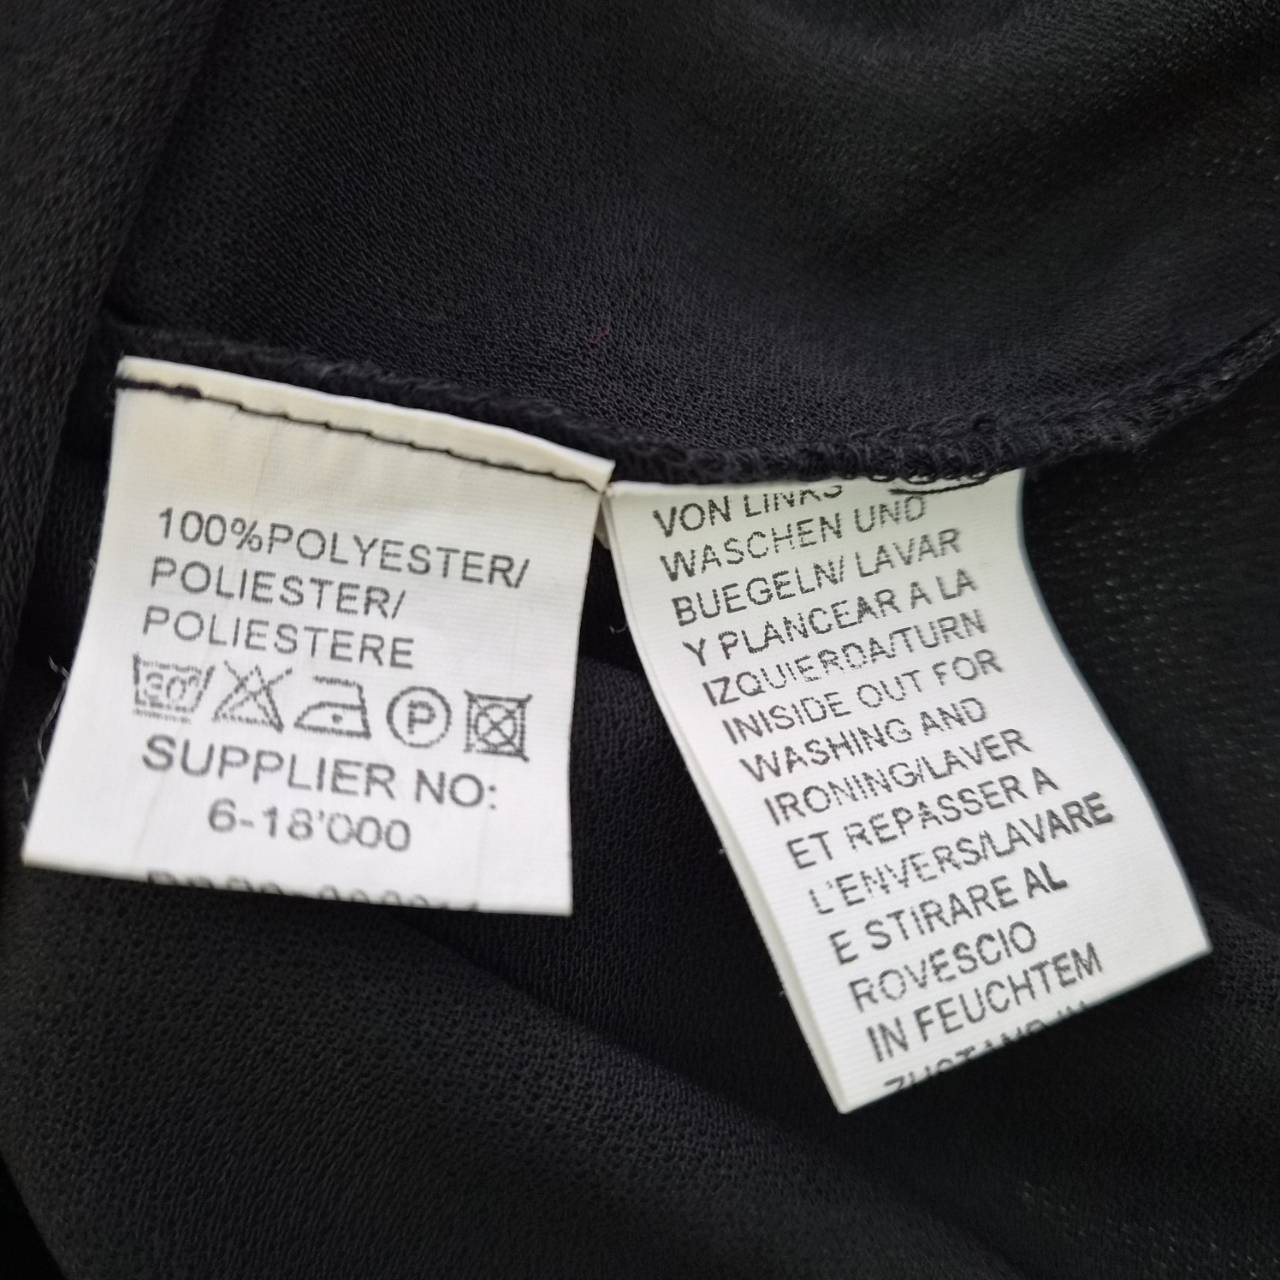 100%POLYESTER/
POLIESTER/
POLIESTERE
30°
P
SUPPLIER NO:
6-18'000
VON LINKS
WASCHEN UND
BUEGELN/ LAVAR
Y PLANCEAR A LA
IZQUIERDA/TURN
INISIDE OUT FOR
WASHING AND
IRONING/LAVER
ET REPASSER A
L'ENVERS/LAVARE
E STIRARE AL
ROVESCIO
IN FEUCHTEM